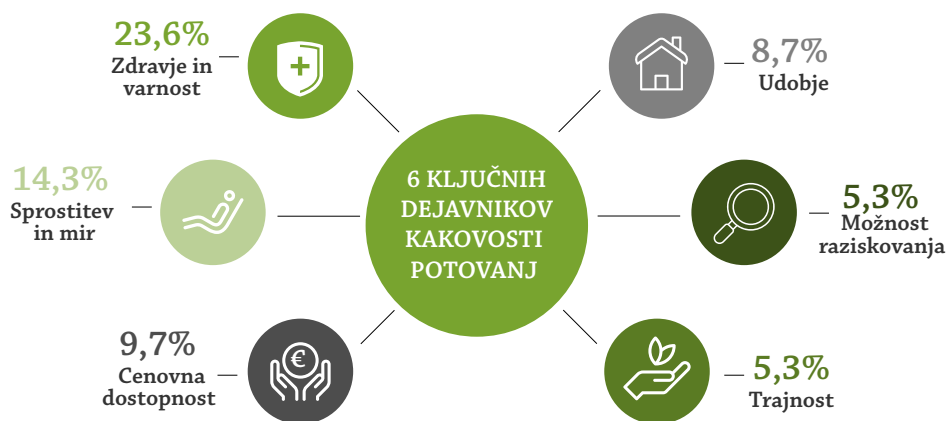 23,6%
Zdravje in
varnost
14,3%
Sprostitev
in mir
9,7%
Cenovna
dostopnost
€
6 KLJUČNIH
DEJAVNIKOV
KAKOVOSTI
POTOVANJ
8,7%
Udobje
5,3%
Možnost
raziskovanja
5,3%
Trajnost